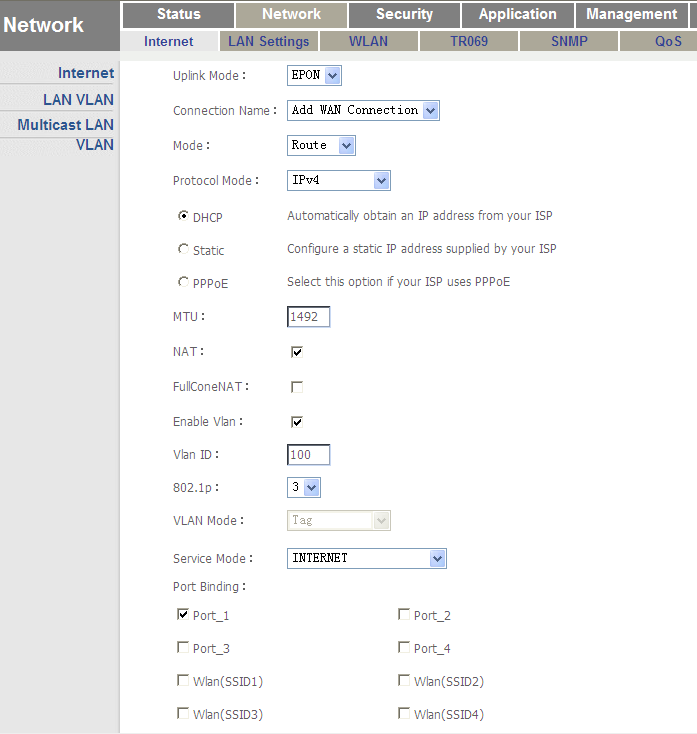 Network
Status Network Security Application Management
Internet LAN Settings WLAN TR069 SNMP QoS
Internet
LAN VLAN
Multicast LAN
VLAN
Uplink Mode: EPON
Connection Name: Add WAN Connection
Mode: Route
Protocol Mode: IPv4
DHCP Automatically obtain an IP address from your ISP
Static Configure a static IP address supplied by your ISP
PPPoE Select this option if your ISP uses PPPoE
MTU: 1492
NAT:
FullConeNAT:
Enable Vlan:
Vlan ID: 100
802.1p: 3
VLAN Mode: Tag
Service Mode: INTERNET
Port Binding:
Port_1 Port_2
Port_3 Port_4
Wlan(SSID1) Wlan(SSID2)
Wlan(SSID3) Wlan(SSID4)